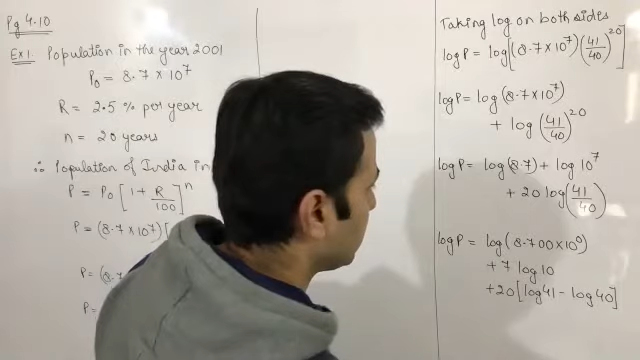 Pg 4.10
Ex 1. Population in the year 2001
P₀ = 8.7 × 10⁷
R = 2.5 % per year
n = 20 years
∴ Population of India in
P = P₀ [1 + R/100]ⁿ
P = (8.7 × 10⁷) [
P = (8.7
P =
Taking log on both sides
log P = log[(8.7×10⁷)(41/40)²⁰]
log P = log(8.7×10⁷)
+ log(41/40)²⁰
log P = log(8.7) + log 10⁷
+ 20 log(41/40)
log P = log(8.700×10⁰)
+ 7 log 10
+20[log 41 – log 40]